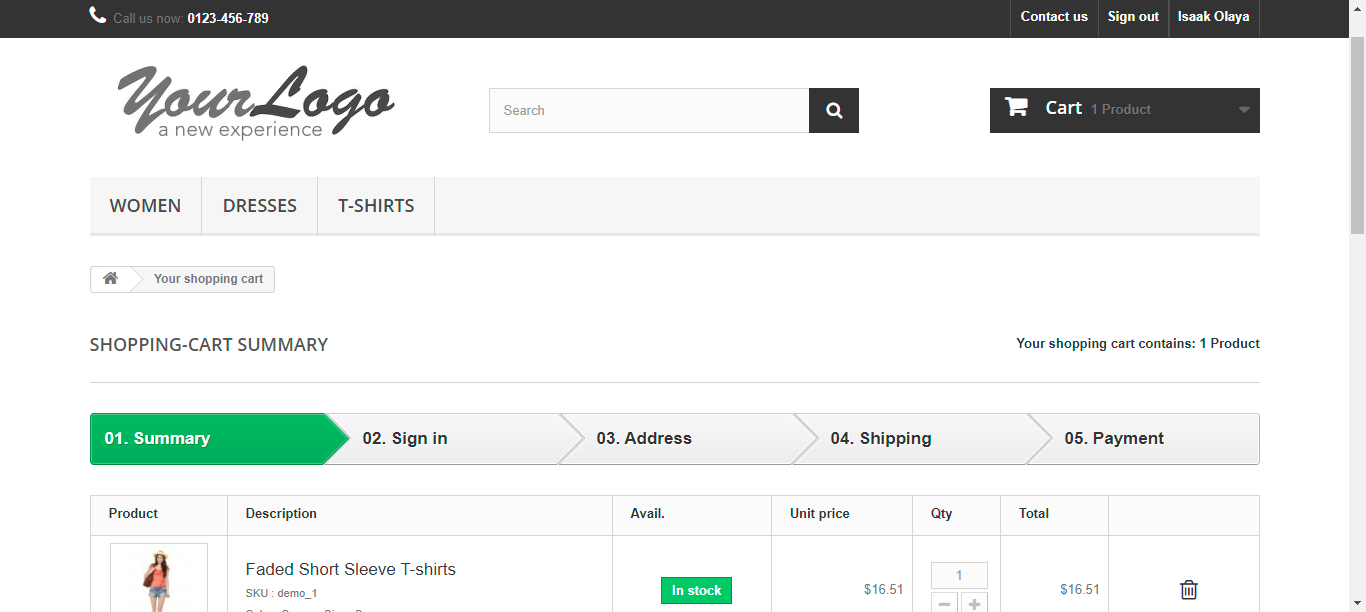 Call us now: 0123-456-789
Contact us
Sign out
Isaak Olaya
YourLogo
a new experience
Search
Cart 1 Product
WOMEN
DRESSES
T-SHIRTS
Your shopping cart
SHOPPING-CART SUMMARY
Your shopping cart contains: 1 Product
01. Summary
02. Sign in
03. Address
04. Shipping
05. Payment
Product
Description
Avail.
Unit price
Qty
Total
Faded Short Sleeve T-shirts
SKU : demo_1
In stock
$16.51
1
$16.51